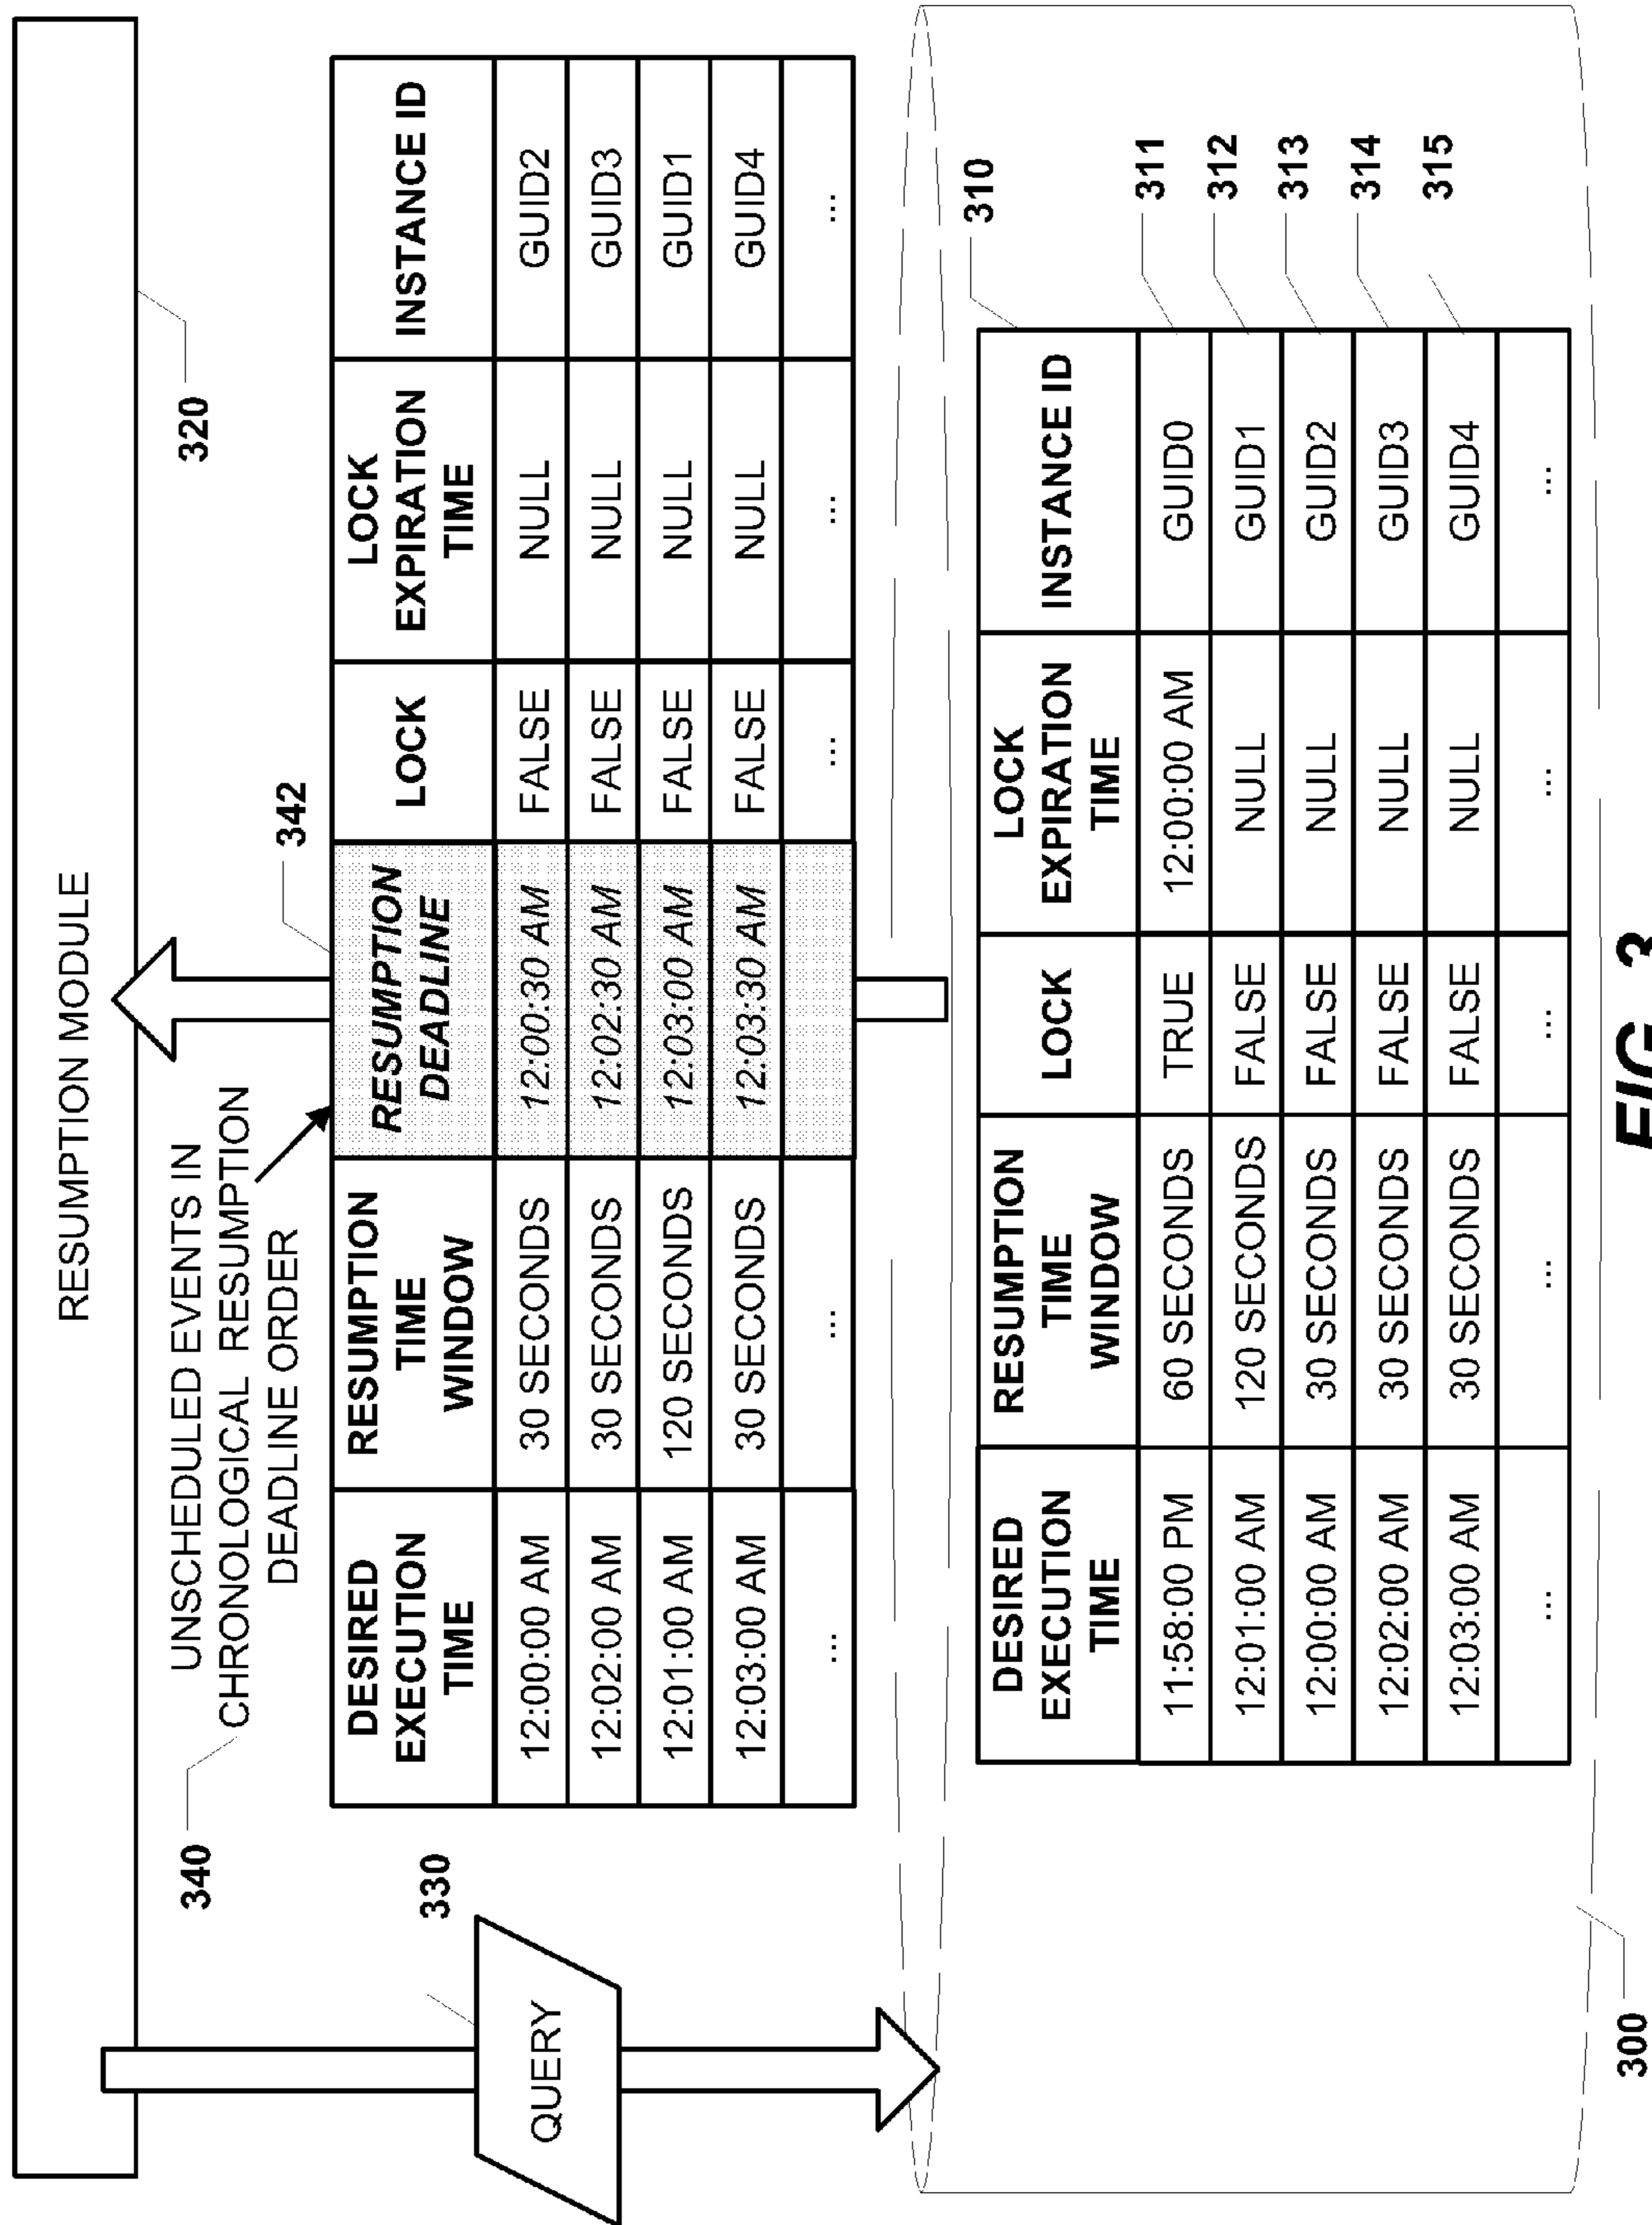 RESUMPTION MODULE
320
340
UNSCHEDULED EVENTS IN
CHRONOLOGICAL RESUMPTION
DEADLINE ORDER
342
330
QUERY
DESIRED EXECUTION TIME RESUMPTION TIME WINDOW RESUMPTION DEADLINE LOCK LOCK EXPIRATION TIME INSTANCE ID
12:00:00 AM 30 SECONDS 12:00:30 AM FALSE NULL GUID2
12:02:00 AM 30 SECONDS 12:02:30 AM FALSE NULL GUID3
12:01:00 AM 120 SECONDS 12:03:00 AM FALSE NULL GUID1
12:03:00 AM 30 SECONDS 12:03:30 AM FALSE NULL GUID4
... ... ... ... ...
310
DESIRED EXECUTION TIME RESUMPTION TIME WINDOW LOCK LOCK EXPIRATION TIME INSTANCE ID
11:58:00 PM 60 SECONDS TRUE 12:00:00 AM GUID0 311
12:01:00 AM 120 SECONDS FALSE NULL GUID1 312
12:00:00 AM 30 SECONDS FALSE NULL GUID2 313
12:02:00 AM 30 SECONDS FALSE NULL GUID3 314
12:03:00 AM 30 SECONDS FALSE NULL GUID4 315
... ... ... ... ...
300
FIG. 3